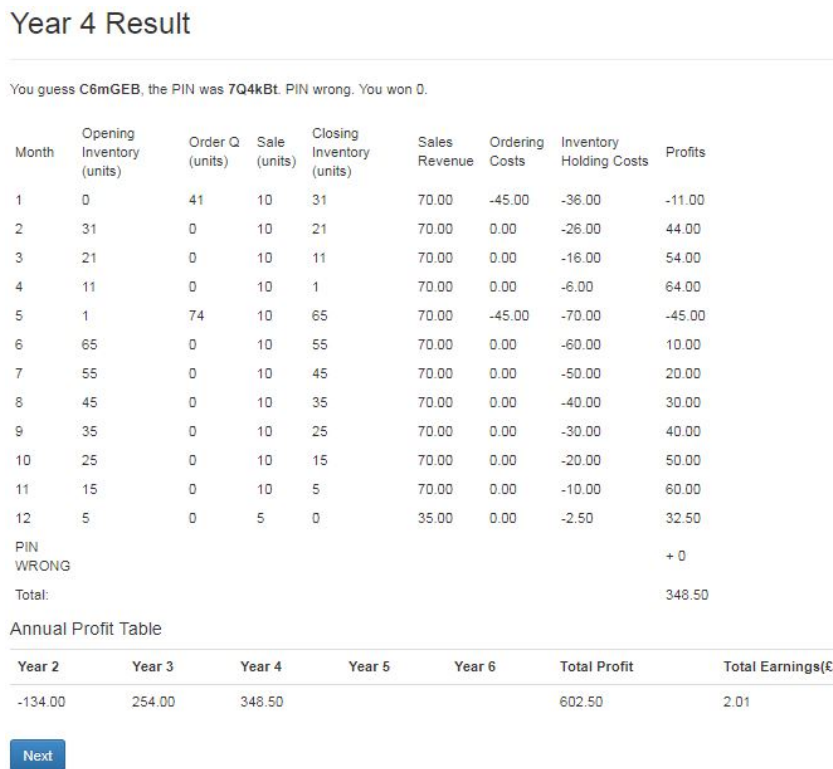 Year 4 Result
You guess C6mGEB, the PIN was 7Q4kBt. PIN wrong. You won 0.
Month Opening Inventory (units) Order Q (units) Sale (units) Closing Inventory (units) Sales Revenue Ordering Costs Inventory Holding Costs Profits
1 0 41 10 31 70.00 -45.00 -36.00 -11.00
2 31 0 10 21 70.00 0.00 -26.00 44.00
3 21 0 10 11 70.00 0.00 -16.00 54.00
4 11 0 10 1 70.00 0.00 -6.00 64.00
5 1 74 10 65 70.00 -45.00 -70.00 -45.00
6 65 0 10 55 70.00 0.00 -60.00 10.00
7 55 0 10 45 70.00 0.00 -50.00 20.00
8 45 0 10 35 70.00 0.00 -40.00 30.00
9 35 0 10 25 70.00 0.00 -30.00 40.00
10 25 0 10 15 70.00 0.00 -20.00 50.00
11 15 0 10 5 70.00 0.00 -10.00 60.00
12 5 0 5 0 35.00 0.00 -2.50 32.50
PIN WRONG + 0
Total: 348.50
Annual Profit Table
Year 2 Year 3 Year 4 Year 5 Year 6 Total Profit Total Earnings(£
-134.00 254.00 348.50 602.50 2.01
Next